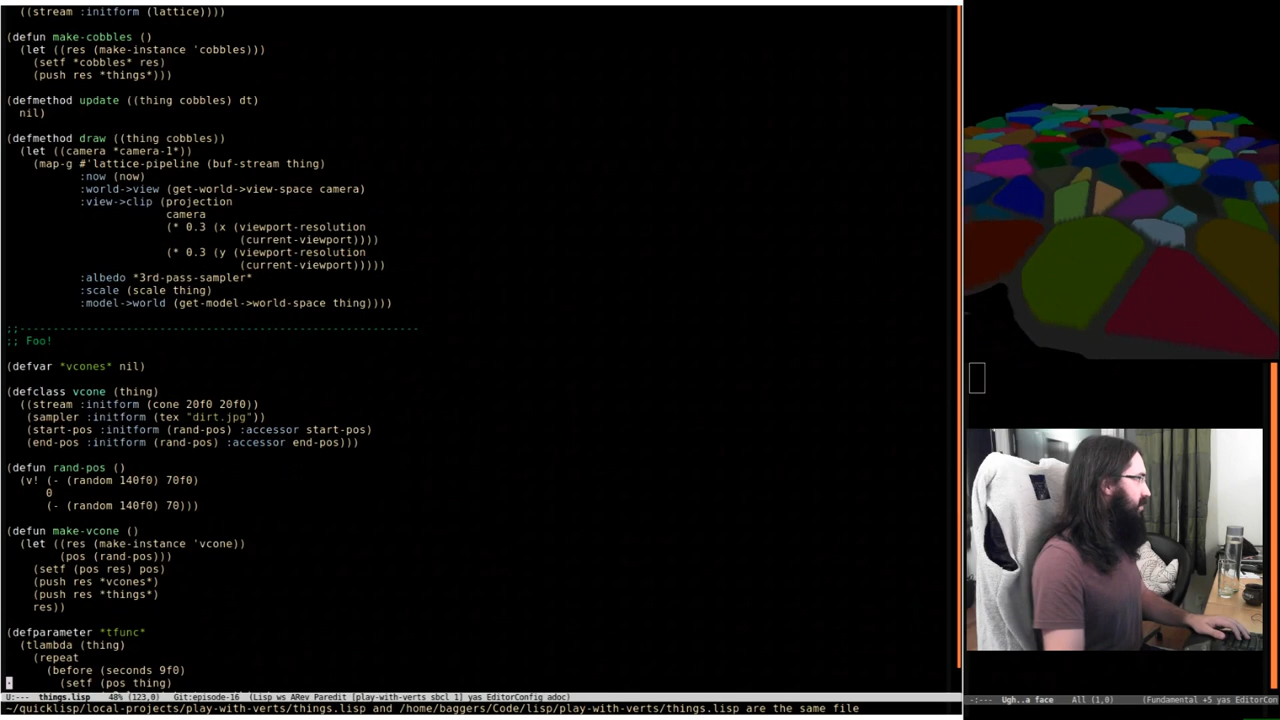 ((stream :initform (lattice))))
(defun make-cobbles ()
(let ((res (make-instance 'cobbles)))
(setf *cobbles* res)
(push res *things*)))
(defmethod update ((thing cobbles) dt)
nil)
(defmethod draw ((thing cobbles))
(let ((camera *camera-1*))
(map-g #'lattice-pipeline (buf-stream thing)
:now (now)
:world->view (get-world->view-space camera)
:view->clip (projection
camera
(* 0.3 (x (viewport-resolution
(current-viewport))))
(* 0.3 (y (viewport-resolution
(current-viewport)))))
:albedo *3rd-pass-sampler*
:scale (scale thing)
:model->world (get-model->world-space thing))))
;;------------------------------------------------------------
;; Foo!
(defvar *vcones* nil)
(defclass vcone (thing)
((stream :initform (cone 20f0 20f0))
(sampler :initform (tex "dirt.jpg"))
(start-pos :initform (rand-pos) :accessor start-pos)
(end-pos :initform (rand-pos) :accessor end-pos)))
(defun rand-pos ()
(v! (- (random 140f0) 70f0)
0
(- (random 140f0) 70)))
(defun make-vcone ()
(let ((res (make-instance 'vcone))
(pos (rand-pos)))
(setf (pos res) pos)
(push res *vcones*)
(push res *things*)
res))
(defparameter *tfunc*
(tlambda (thing)
(repeat
(before (seconds 9f0)
(setf (pos thing)
U:--- things.lisp 48% (123,0) Git:episode-16 (Lisp ws ARev Paredit [play-with-verts sbcl 1] yas EditorConfig adoc)
-:--- Ugh..a face All (1,0) (Fundamental +5 yas EditorCon
~/quicklisp/local-projects/play-with-verts/things.lisp and /home/baggers/Code/lisp/play-with-verts/things.lisp are the same file